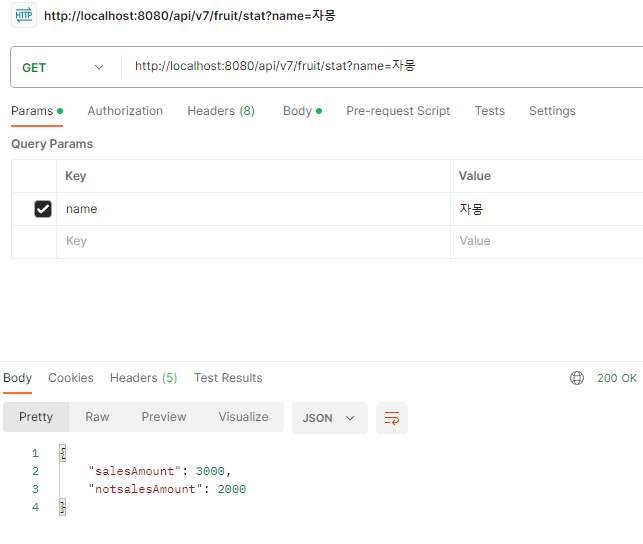 HTTP http://localhost:8080/api/v7/fruit/stat?name=자몽
GET http://localhost:8080/api/v7/fruit/stat?name=자몽
Params Authorization Headers (8) Body Pre-request Script Tests Settings
Query Params
Key Value
name 자몽
Key Value
Body Cookies Headers (5) Test Results 200 OK
Pretty Raw Preview Visualize JSON
1 {
2 "salesAmount": 3000,
3 "notsalesAmount": 2000
4 }